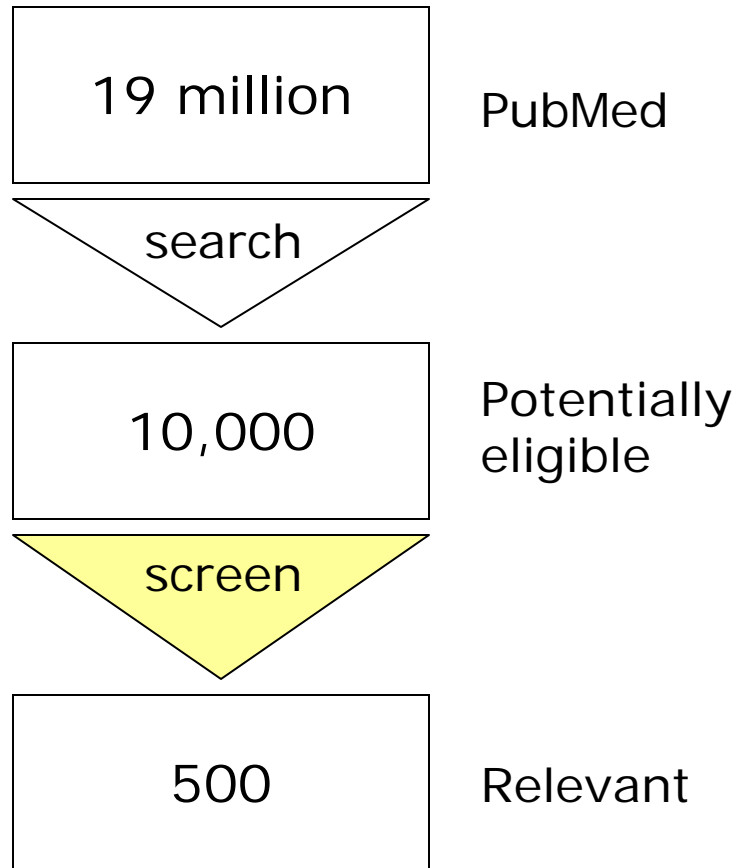 19 million
PubMed
search
10,000
Potentially
eligible
screen
500
Relevant